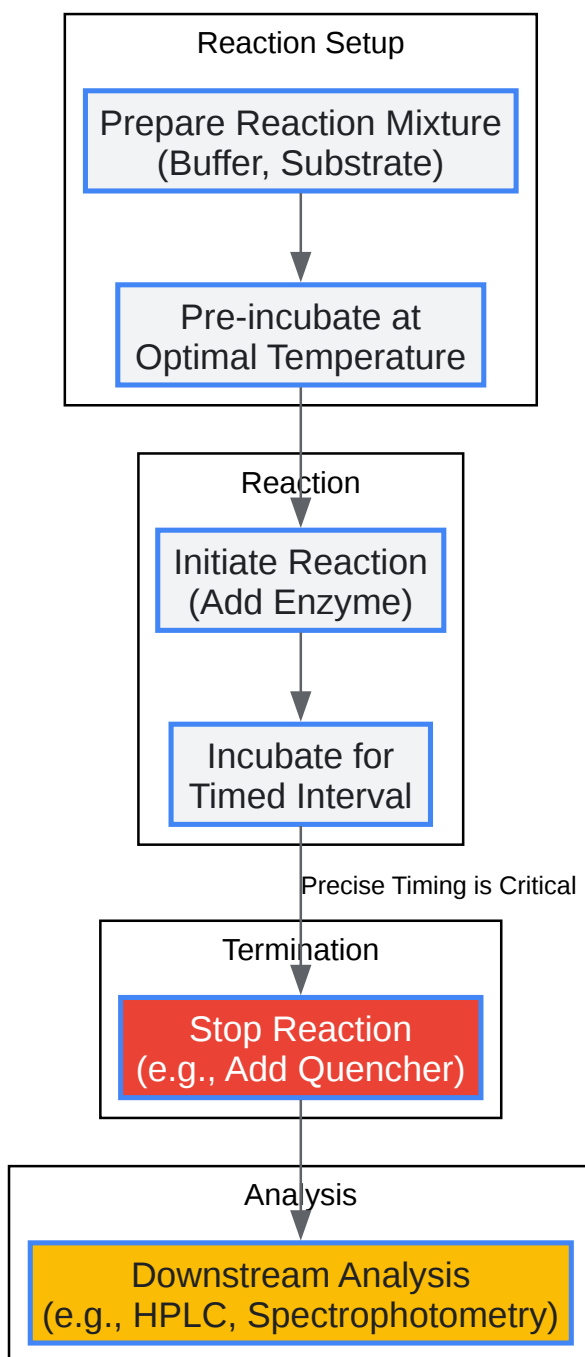 Reaction Setup
Prepare Reaction Mixture
(Buffer, Substrate)
Pre-incubate at
Optimal Temperature
Reaction
Initiate Reaction
(Add Enzyme)
Incubate for
Timed Interval
Precise Timing is Critical
Termination
Stop Reaction
(e.g., Add Quencher)
Analysis
Downstream Analysis
(e.g., HPLC, Spectrophotometry)